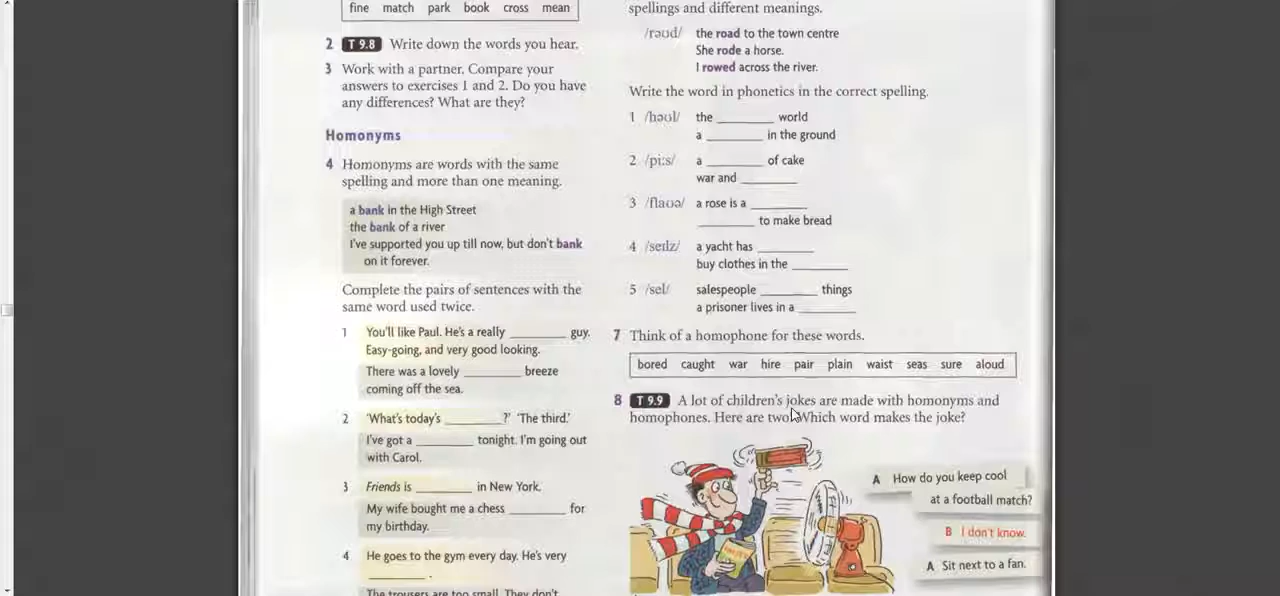 fine match park book cross mean
2 T 9.8 Write down the words you hear.
3 Work with a partner. Compare your
answers to exercises 1 and 2. Do you have
any differences? What are they?
Homonyms
4 Homonyms are words with the same
spelling and more than one meaning.
a bank in the High Street
the bank of a river
I've supported you up till now, but don't bank
on it forever.
Complete the pairs of sentences with the
same word used twice.
1 You'll like Paul. He's a really ________ guy.
Easy-going, and very good looking.
There was a lovely ________ breeze
coming off the sea.
2 'What's today's ________?' 'The third.'
I've got a ________ tonight. I'm going out
with Carol.
3 Friends is ________ in New York.
My wife bought me a chess ________ for
my birthday.
4 He goes to the gym every day. He's very
________.
The trousers are too small. They don't
spellings and different meanings.
/rəʊd/ the road to the town centre
She rode a horse.
I rowed across the river.
Write the word in phonetics in the correct spelling.
1 /həʊl/ the ________ world
a ________ in the ground
2 /piːs/ a ________ of cake
war and ________
3 /flaʊə/ a rose is a ________
________ to make bread
4 /seɪlz/ a yacht has ________
buy clothes in the ________
5 /sel/ salespeople ________ things
a prisoner lives in a ________
7 Think of a homophone for these words.
bored caught war hire pair plain waist seas sure aloud
8 T 9.9 A lot of children's jokes are made with homonyms and
homophones. Here are two. Which word makes the joke?
A How do you keep cool
at a football match?
B I don't know.
A Sit next to a fan.